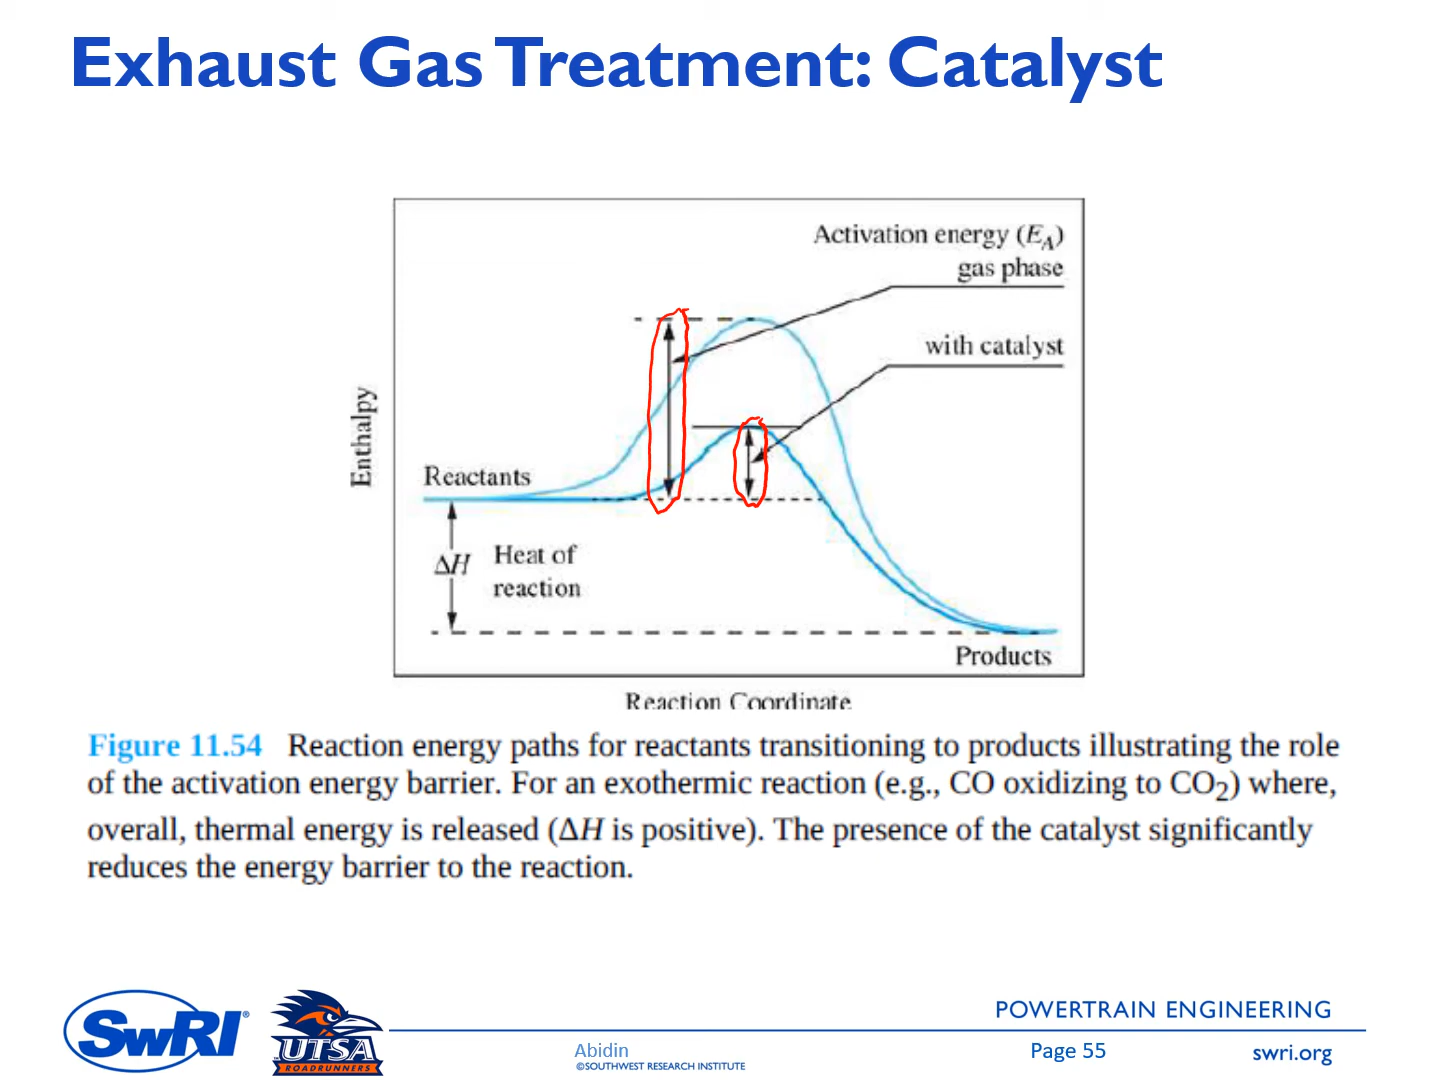 Exhaust Gas Treatment: Catalyst
Activation energy (E_A)
gas phase
with catalyst
Enthalpy
Reactants
ΔH
Heat of
reaction
Products
Reaction Coordinate
Figure 11.54 Reaction energy paths for reactants transitioning to products illustrating the role
of the activation energy barrier. For an exothermic reaction (e.g., CO oxidizing to CO₂) where,
overall, thermal energy is released (ΔH is positive). The presence of the catalyst significantly
reduces the energy barrier to the reaction.
SwRI®
UTSA
ROADRUNNERS
POWERTRAIN ENGINEERING
Abidin
©SOUTHWEST RESEARCH INSTITUTE
Page 55
swri.org